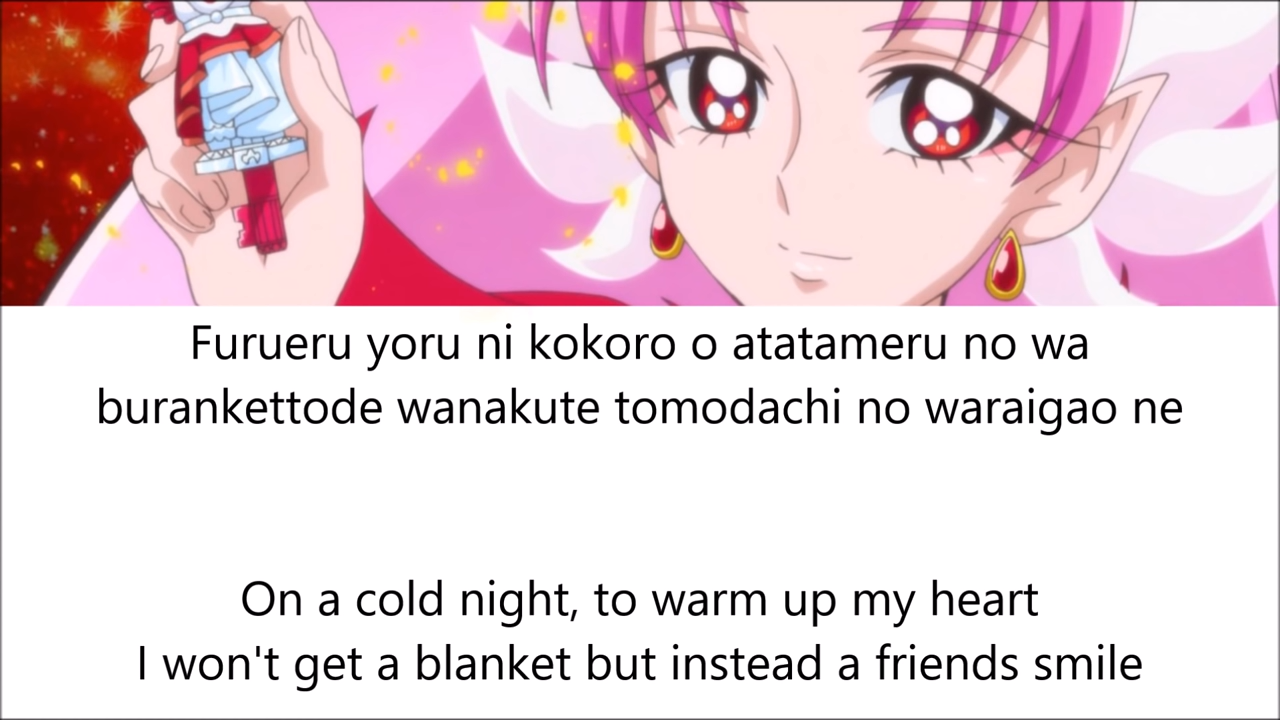 Furueru yoru ni kokoro o atatameru no wa
burankettode wanakute tomodachi no waraigao ne
On a cold night, to warm up my heart
I won't get a blanket but instead a friends smile